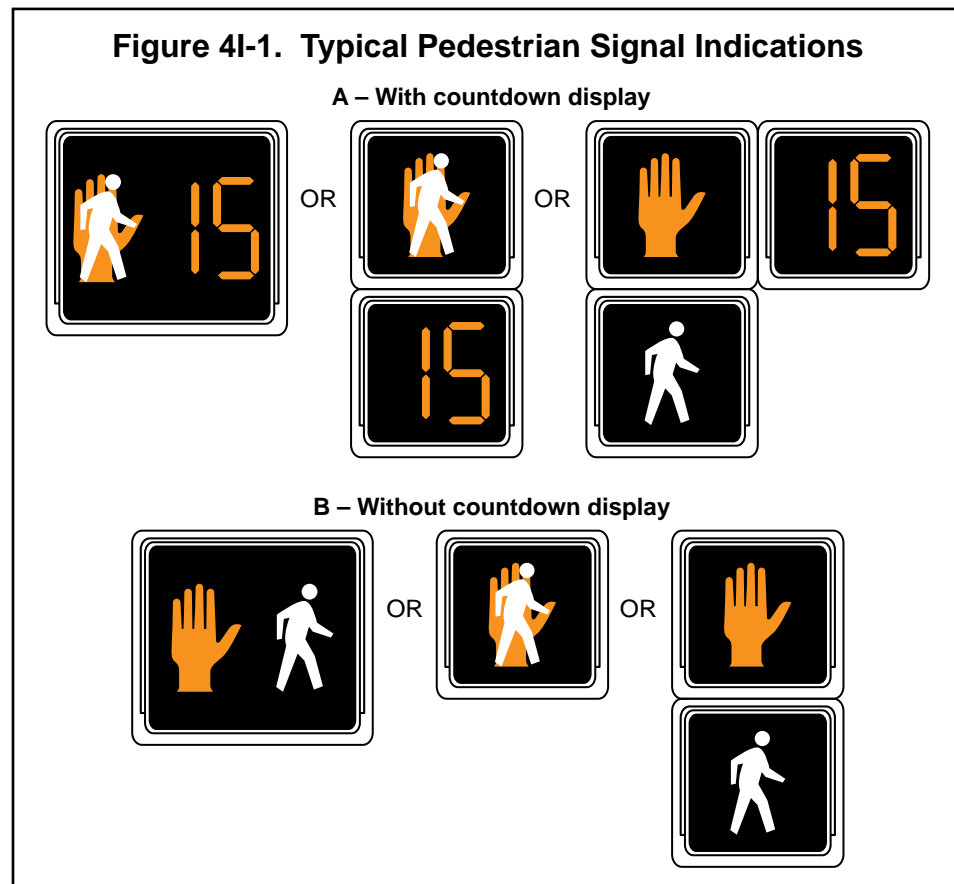 Figure 4I-1.  Typical Pedestrian Signal Indications
A – With countdown display
15 OR OR 15
15
B – Without countdown display
OR OR